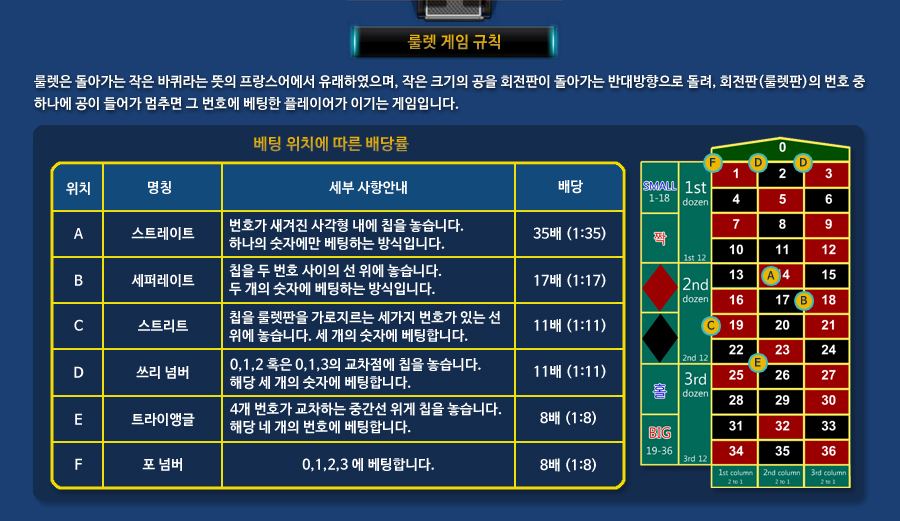 룰렛 게임 규칙
룰렛은 돌아가는 작은 바퀴라는 뜻의 프랑스어에서 유래하였으며, 작은 크기의 공을 회전판이 돌아가는 반대방향으로 돌려, 회전판(룰렛판)의 번호 중
하나에 공이 들어가 멈추면 그 번호에 베팅한 플레이어가 이기는 게임입니다.
베팅 위치에 따른 배당률
위치 명칭 세부 사항안내 배당
A 스트레이트 번호가 새겨진 사각형 내에 칩을 놓습니다.
하나의 숫자에만 베팅하는 방식입니다. 35배 (1:35)
B 세퍼레이트 칩을 두 번호 사이의 선 위에 놓습니다.
두 개의 숫자에 베팅하는 방식입니다. 17배 (1:17)
C 스트리트 칩을 룰렛판을 가로지르는 세가지 번호가 있는 선
위에 놓습니다. 세 개의 숫자에 베팅합니다. 11배 (1:11)
D 쓰리 넘버 0,1,2 혹은 0,1,3의 교차점에 칩을 놓습니다.
해당 세 개의 숫자에 베팅합니다. 11배 (1:11)
E 트라이앵글 4개 번호가 교차하는 중간선 위게 칩을 놓습니다.
해당 네 개의 번호에 베팅합니다. 8배 (1:8)
F 포 넘버 0,1,2,3 에 베팅합니다. 8배 (1:8)
0
F D D
SMALL
1-18
짝
홀
BIG
19-36
1st
dozen
1st 12
2nd
dozen
2nd 12
3rd
dozen
3rd 12
1 2 3
4 5 6
7 8 9
10 11 12
13 A 4 15
16 17 B 18
C 19 20 21
22 23 24
E
25 26 27
28 29 30
31 32 33
34 35 36
1st column 2nd column 3rd column
2 to 1 2 to 1 2 to 1